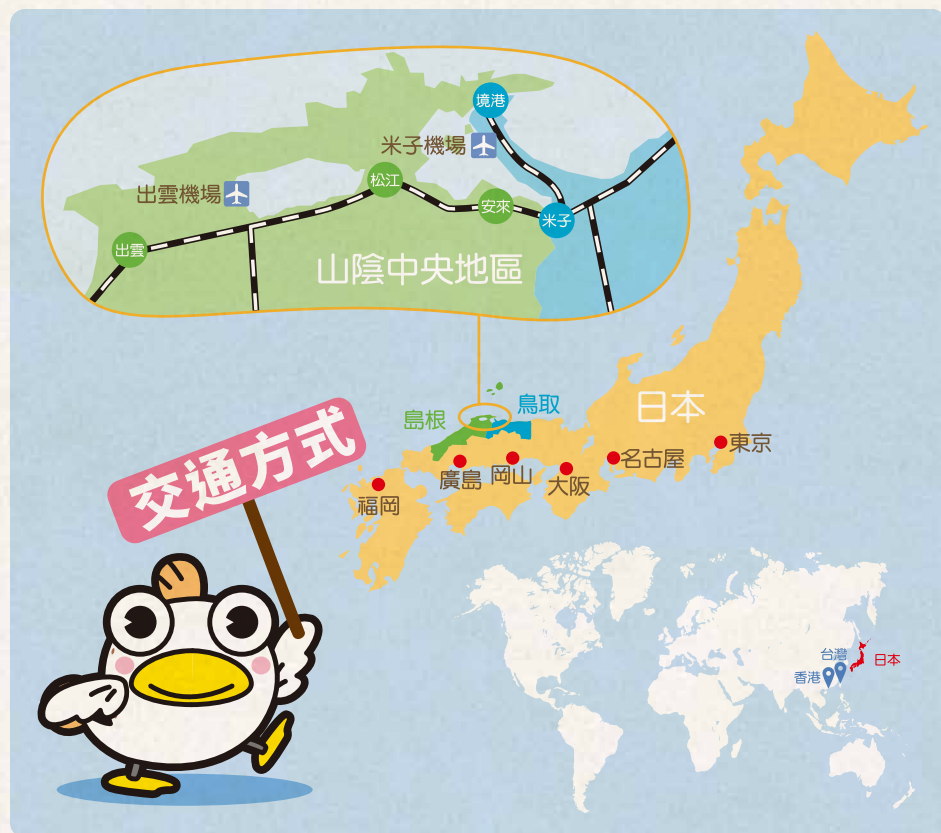 境港
米子機場
松江
出雲機場
安來
米子
出雲
山陰中央地區
日本
鳥取
島根
東京
名古屋
廣島
岡山
大阪
福岡
交通方式
台灣
日本
香港